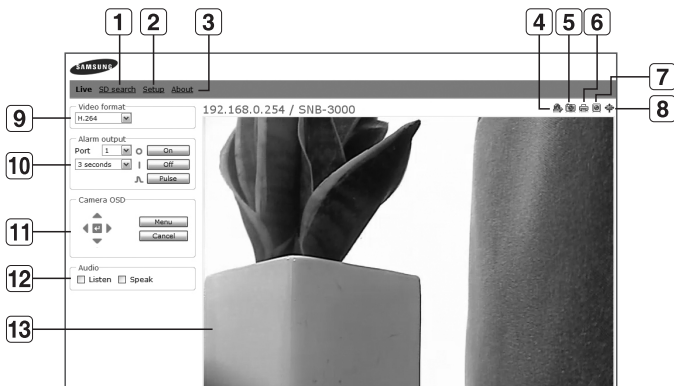 1 2 3 4 5 6
SAMSUNG
7
Live SD search Setup About
8
Video format
192.168.0.254 / SNB-3000
9
H.264
Alarm output
Port 1 On
10
3 seconds Off
Pulse
Camera OSD
Menu
11
Cancel
Audio
12
Listen Speak
13